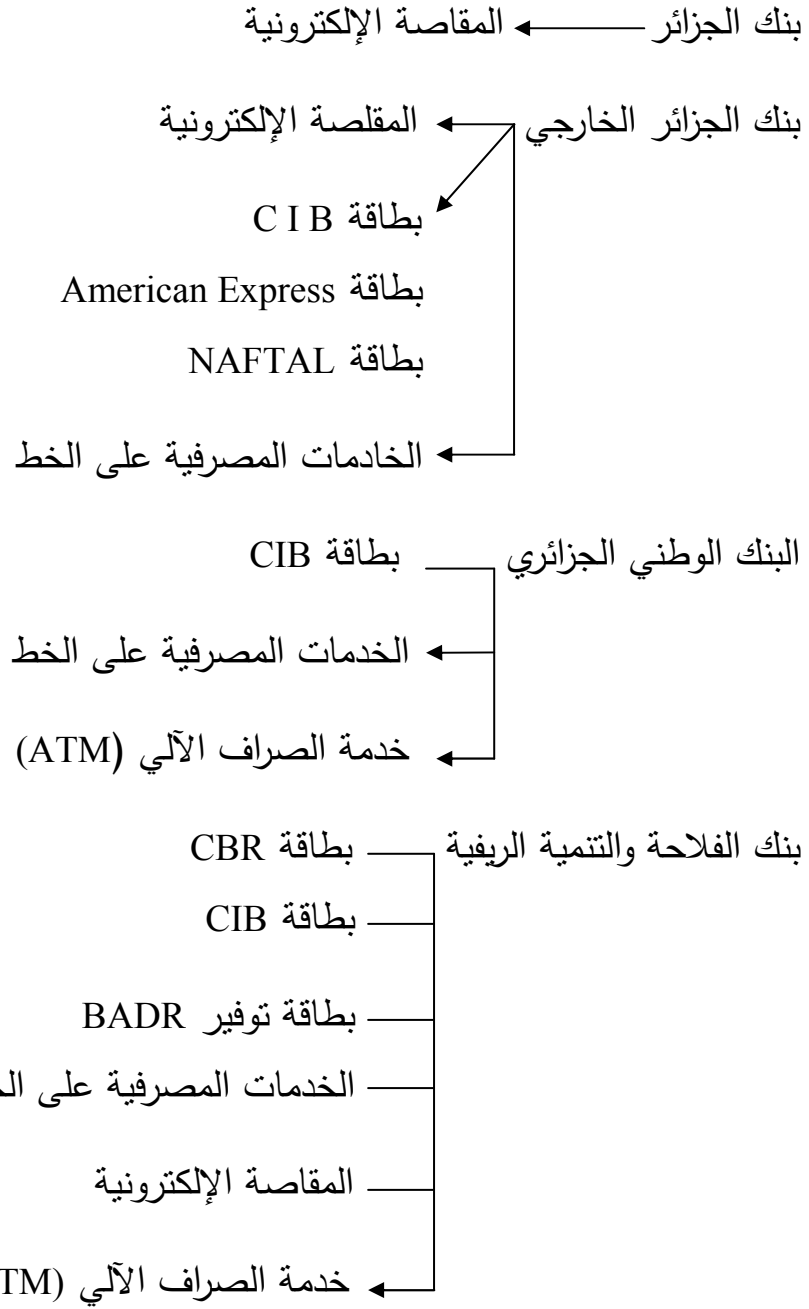 بنك الجزائر المقاصة الإلكترونية
بنك الجزائر الخارجي المقلصة الإلكترونية
بطاقة C I B
بطاقة American Express
بطاقة NAFTAL
الخادمات المصرفية على الخط
البنك الوطني الجزائري بطاقة CIB
الخدمات المصرفية على الخط
خدمة الصراف الآلي (ATM)
بنك الفلاحة والتنمية الريفية بطاقة CBR
بطاقة CIB
بطاقة توفير BADR
الخدمات المصرفية على
المقاصة الإلكترونية
خدمة الصراف الآلي